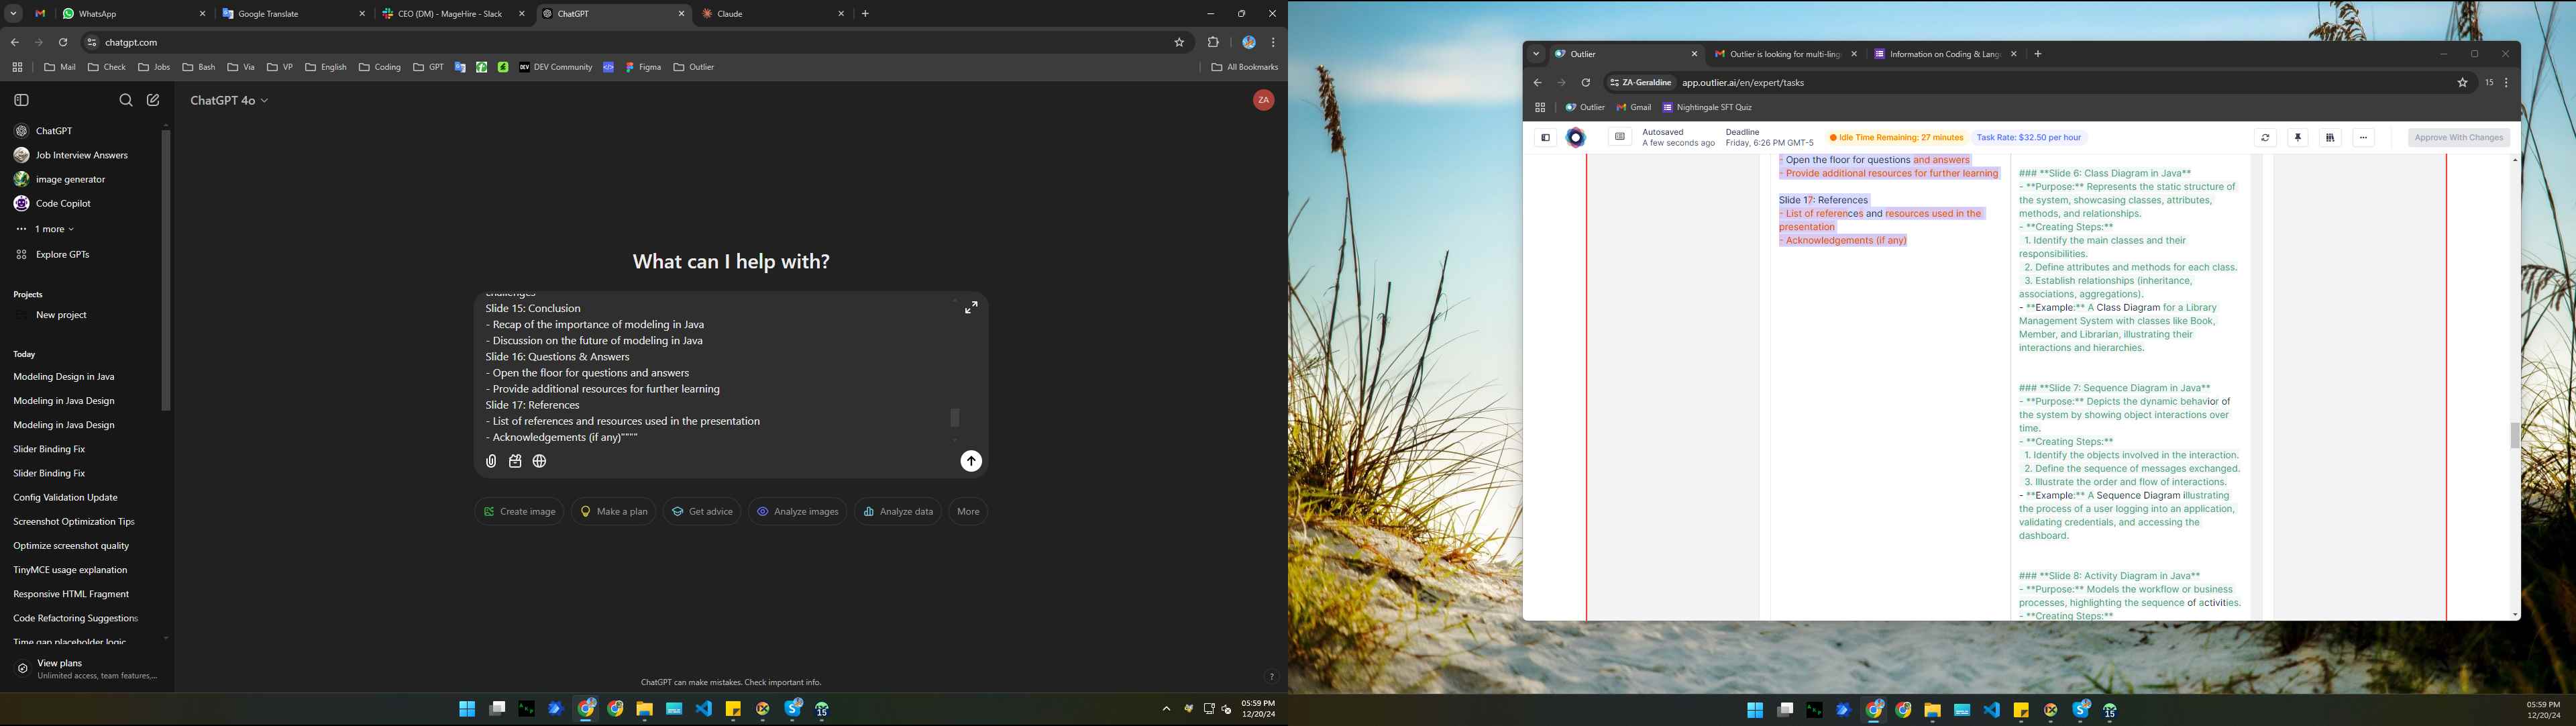 WhatsApp
Google Translate
CEO (DM) - MageHire - Slack
ChatGPT
Claude
chatgpt.com
Mail
Check
Jobs
Bash
Via
VP
English
Coding
GPT
DEV Community
Figma
Outlier
All Bookmarks
ChatGPT
Job Interview Answers
image generator
Code Copilot
1 more
Explore GPTs
Projects
New project
Today
Modeling Design in Java
Modeling in Java Design
Modeling in Java Design
Slider Binding Fix
Slider Binding Fix
Config Validation Update
Screenshot Optimization Tips
Optimize screenshot quality
TinyMCE usage explanation
Responsive HTML Fragment
Code Refactoring Suggestions
Time gap placeholder logic
View plans
Unlimited access, team features,...
ChatGPT 4o
ZA
What can I help with?
challenges
Slide 15: Conclusion
- Recap of the importance of modeling in Java
- Discussion on the future of modeling in Java
Slide 16: Questions & Answers
- Open the floor for questions and answers
- Provide additional resources for further learning
Slide 17: References
- List of references and resources used in the presentation
- Acknowledgements (if any)""""
Create image
Make a plan
Get advice
Analyze images
Analyze data
More
ChatGPT can make mistakes. Check important info.
?
15
05:59 PM
12/20/24
Outlier
Outlier is looking for multi-ling
Information on Coding & Lang
ZA-Geraldine
app.outlier.ai/en/expert/tasks
15
Outlier
Gmail
Nightingale SFT Quiz
Autosaved
A few seconds ago
Deadline
Friday, 6:26 PM GMT-5
Idle Time Remaining: 27 minutes
Task Rate: $32.50 per hour
Approve With Changes
- Open the floor for questions and answers
- Provide additional resources for further learning
Slide 17: References
- List of references and resources used in the
presentation
- Acknowledgements (if any)
### **Slide 6: Class Diagram in Java**
- **Purpose:** Represents the static structure of
the system, showcasing classes, attributes,
methods, and relationships.
- **Creating Steps:**
1. Identify the main classes and their
responsibilities.
2. Define attributes and methods for each class.
3. Establish relationships (inheritance,
associations, aggregations).
- **Example:** A Class Diagram for a Library
Management System with classes like Book,
Member, and Librarian, illustrating their
interactions and hierarchies.
### **Slide 7: Sequence Diagram in Java**
- **Purpose:** Depicts the dynamic behavior of
the system by showing object interactions over
time.
- **Creating Steps:**
1. Identify the objects involved in the interaction.
2. Define the sequence of messages exchanged.
3. Illustrate the order and flow of interactions.
- **Example:** A Sequence Diagram illustrating
the process of a user logging into an application,
validating credentials, and accessing the
dashboard.
### **Slide 8: Activity Diagram in Java**
- **Purpose:** Models the workflow or business
processes, highlighting the sequence of activities.
- **Creating Steps:**
15
05:59 PM
12/20/24